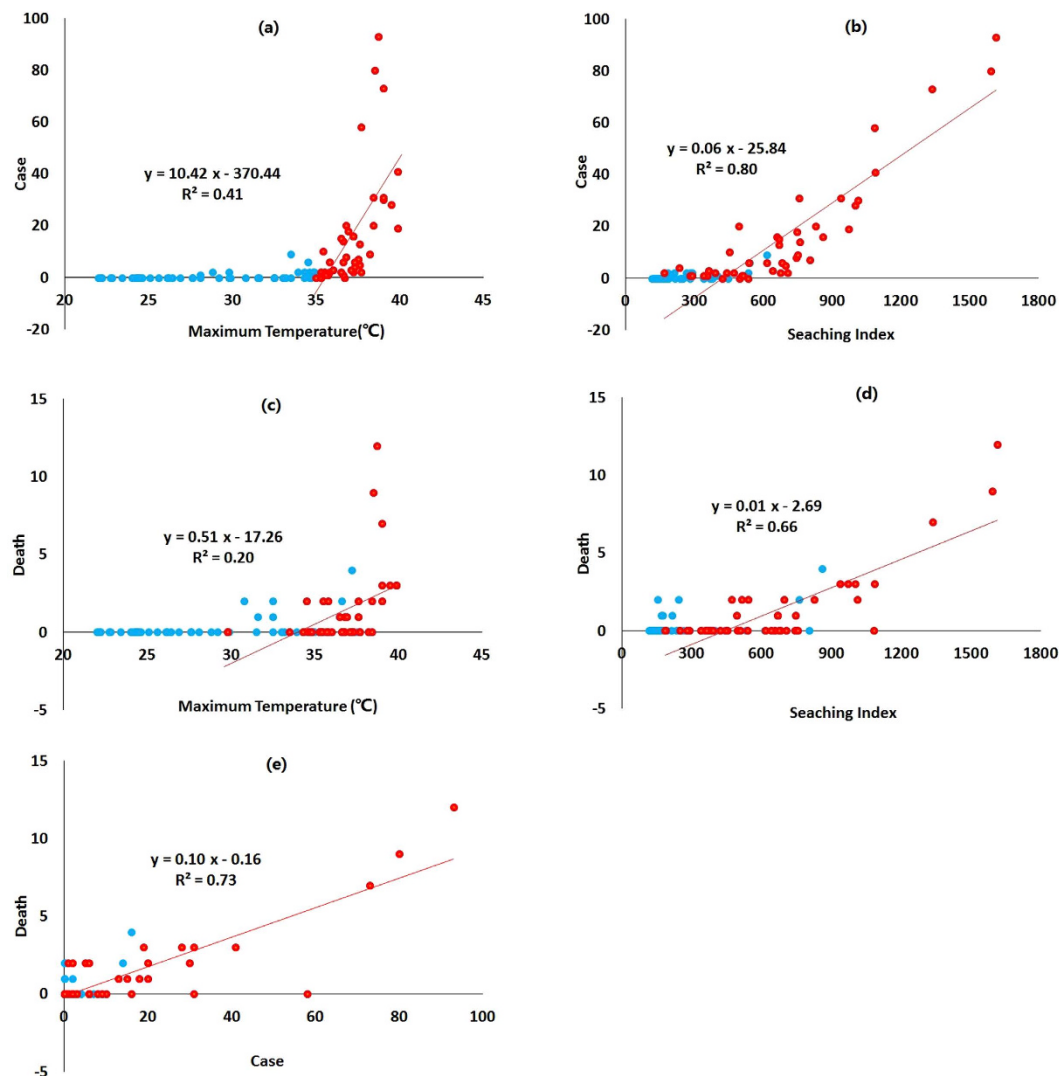 (a)
100
80
60
40
20
0
-20
Case
y = 10.42 x - 370.44
R² = 0.41
20 25 30 35 40 45
Maximum Temperature(℃)
(b)
100
80
60
40
20
0
-20
Case
y = 0.06 x - 25.84
R² = 0.80
0 300 600 900 1200 1500 1800
Seaching Index
(c)
15
10
5
0
-5
Death
y = 0.51 x - 17.26
R² = 0.20
20 25 30 35 40 45
Maximum Temperature (℃)
(d)
15
10
5
0
-5
Death
y = 0.01 x - 2.69
R² = 0.66
0 300 600 900 1200 1500 1800
Seaching Index
(e)
15
10
5
0
-5
Death
y = 0.10 x - 0.16
R² = 0.73
0 20 40 60 80 100
Case